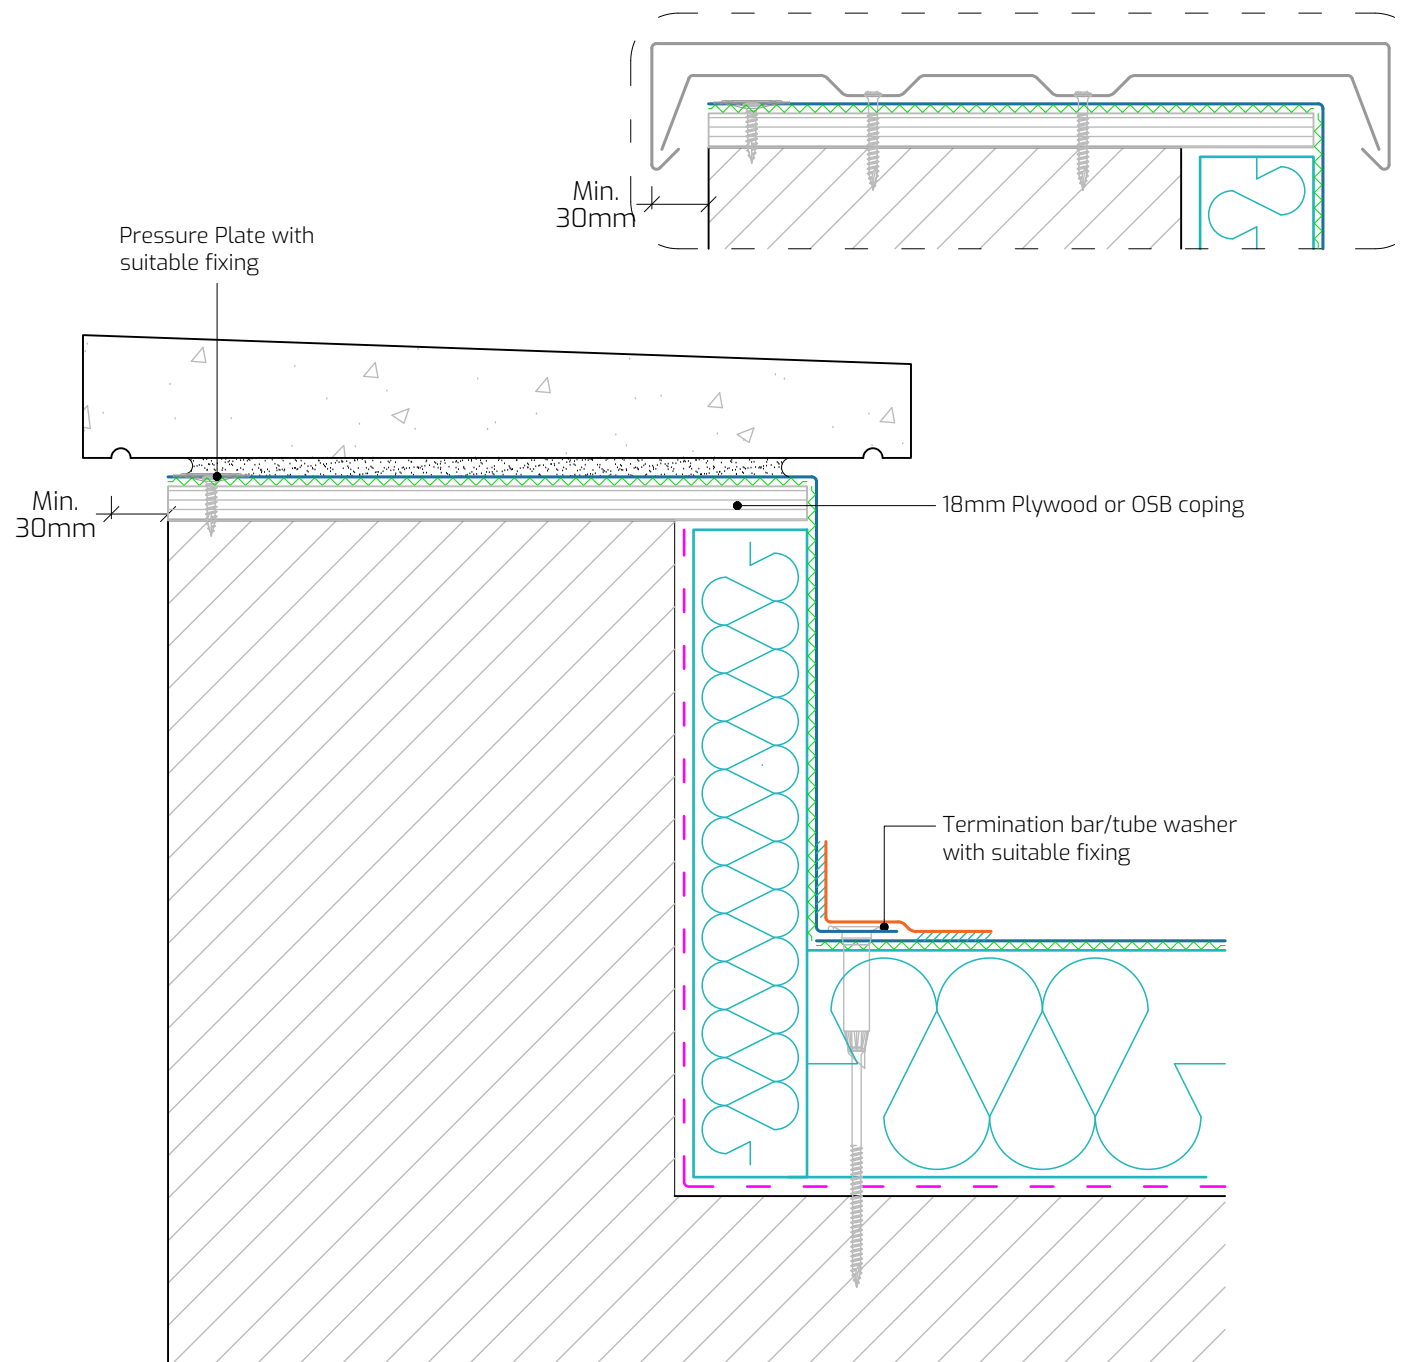 Min.
30mm
Pressure Plate with
suitable fixing
Min.
30mm
18mm Plywood or OSB coping
Termination bar/tube washer
with suitable fixing